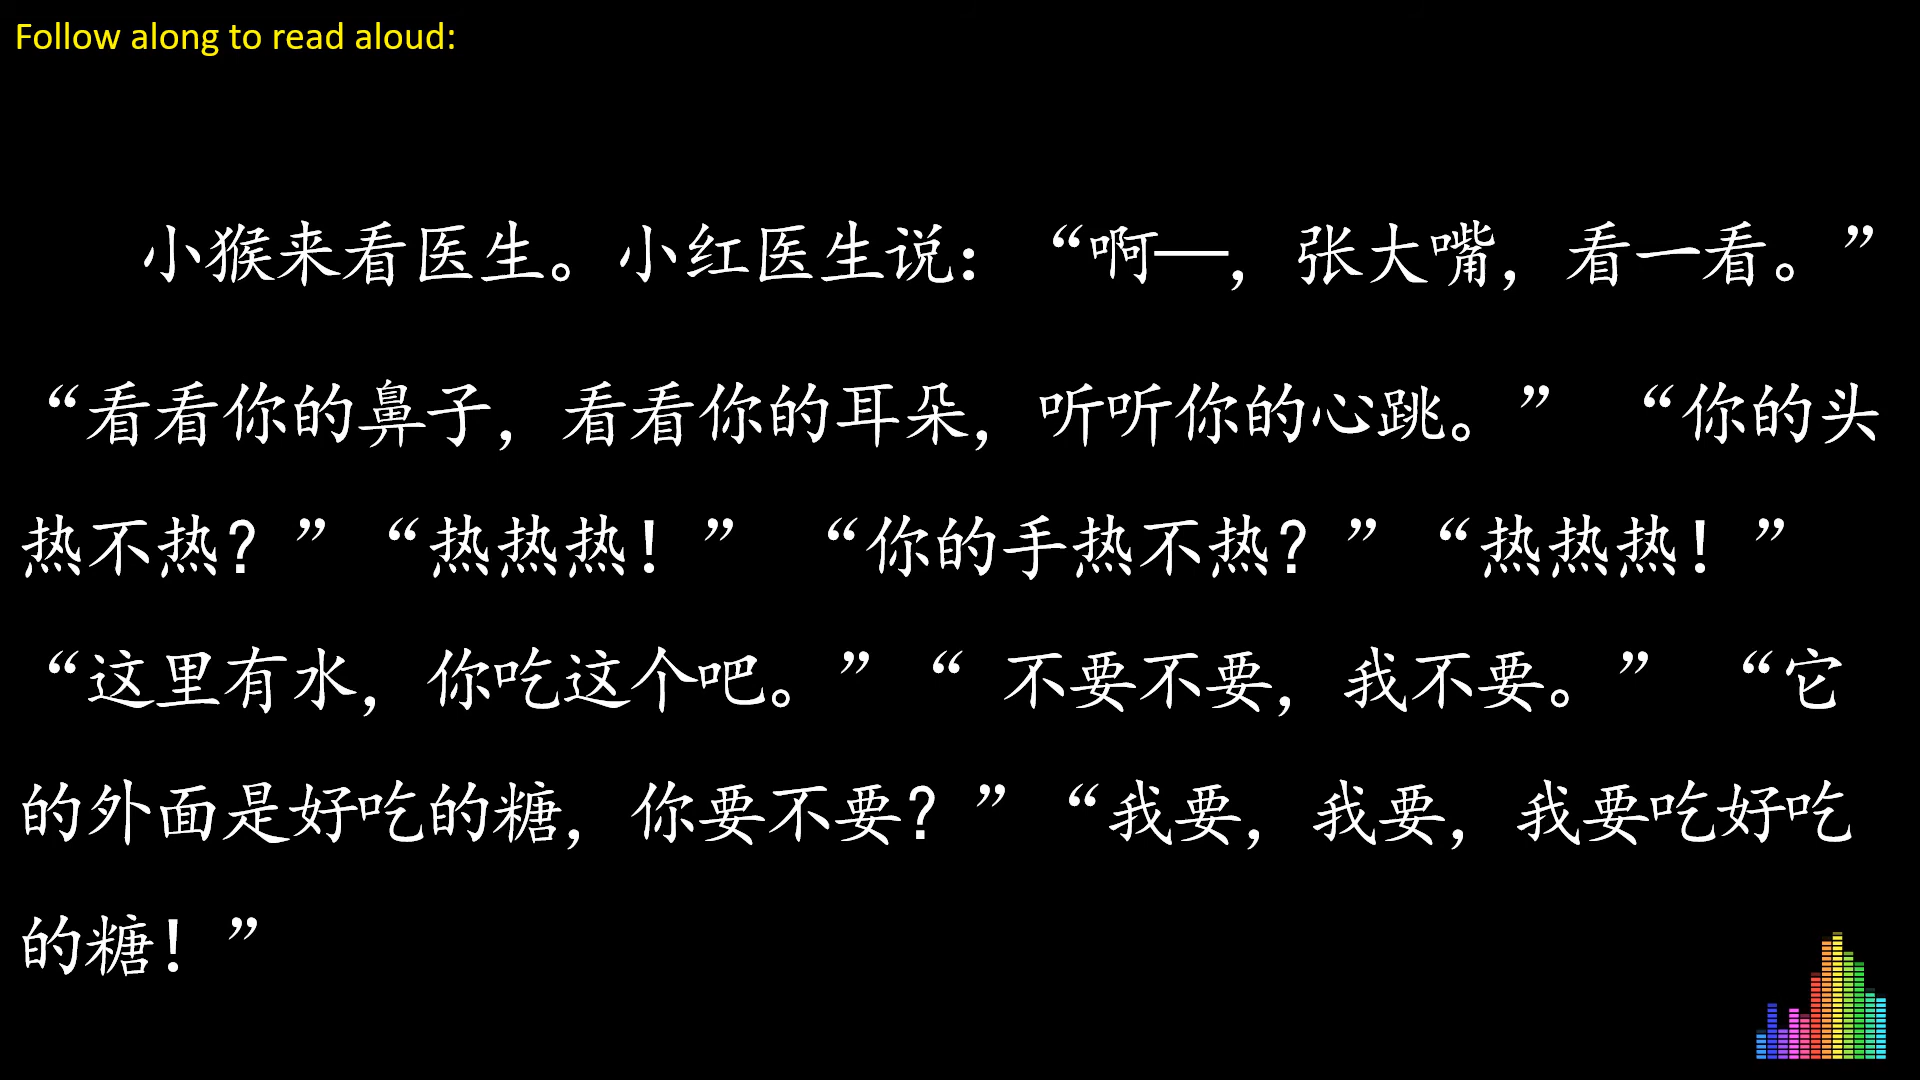 Follow along to read aloud:
小猴来看医生。小红医生说：“啊—，张大嘴，看一看。”
“看看你的鼻子，看看你的耳朵，听听你的心跳。” “你的头
热不热？”“热热热！” “你的手热不热？”“热热热！”
“这里有水，你吃这个吧。”“ 不要不要，我不要。” “它
的外面是好吃的糖，你要不要？”“我要，我要，我要吃好吃
的糖！”